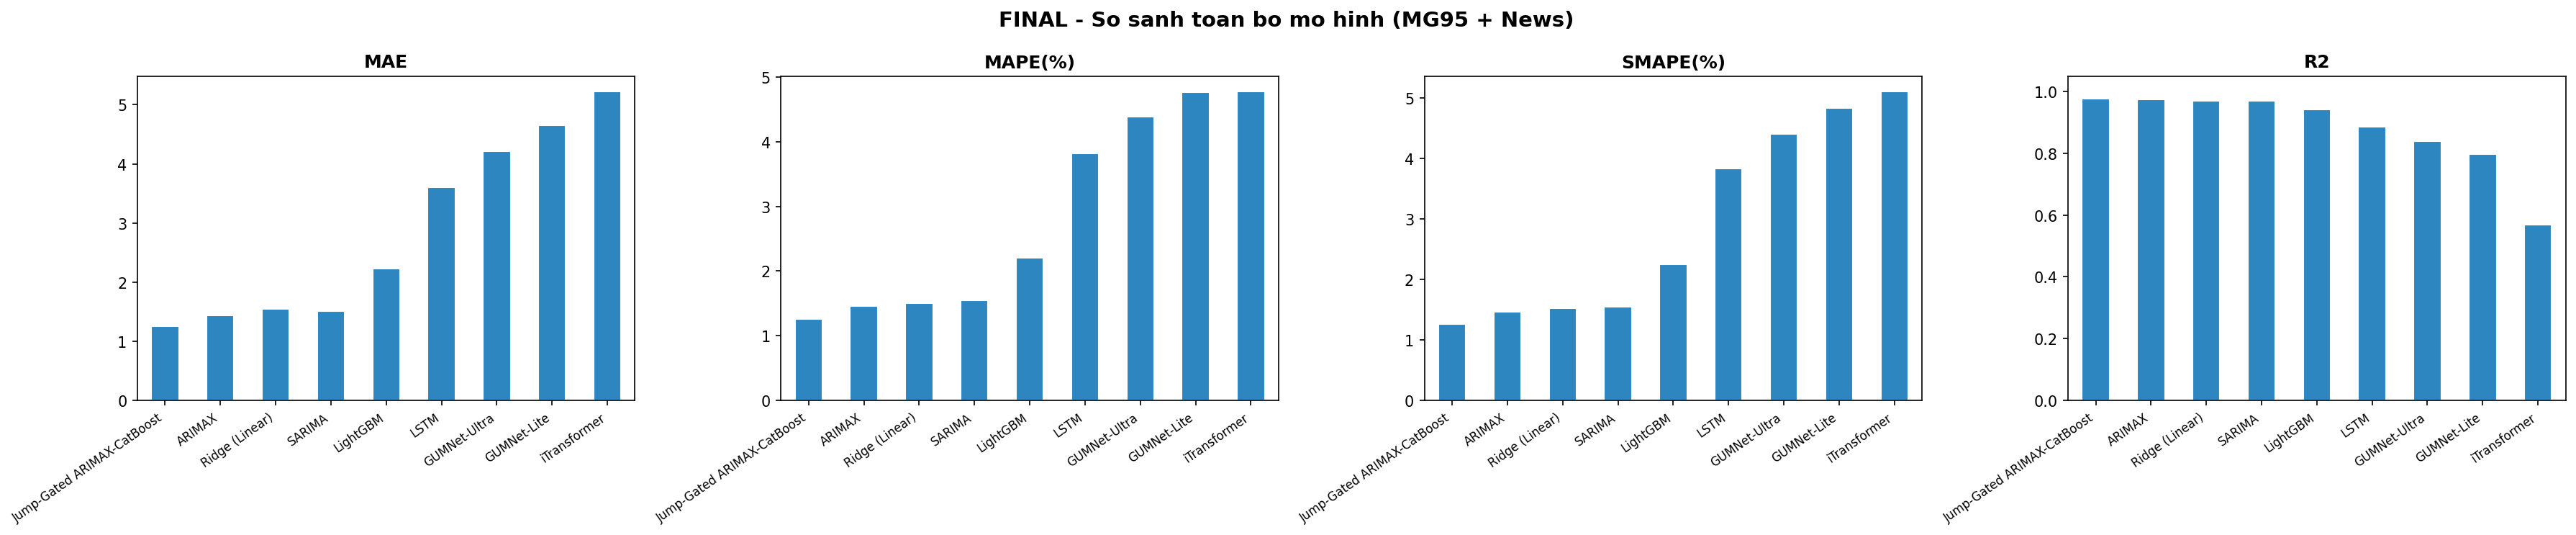 FINAL - So sanh toan bo mo hinh (MG95 + News)
MAE
5
4
3
2
1
0
Jump-Gated ARIMAX-CatBoost
ARIMAX
Ridge (Linear)
SARIMA
LightGBM
LSTM
GUMNet-Ultra
GUMNet-Lite
iTransformer
MAPE(%)
5
4
3
2
1
0
Jump-Gated ARIMAX-CatBoost
ARIMAX
Ridge (Linear)
SARIMA
LightGBM
LSTM
GUMNet-Ultra
GUMNet-Lite
iTransformer
SMAPE(%)
5
4
3
2
1
0
Jump-Gated ARIMAX-CatBoost
ARIMAX
Ridge (Linear)
SARIMA
LightGBM
LSTM
GUMNet-Ultra
GUMNet-Lite
iTransformer
R2
1.0
0.8
0.6
0.4
0.2
0.0
Jump-Gated ARIMAX-CatBoost
ARIMAX
Ridge (Linear)
SARIMA
LightGBM
LSTM
GUMNet-Ultra
GUMNet-Lite
iTransformer